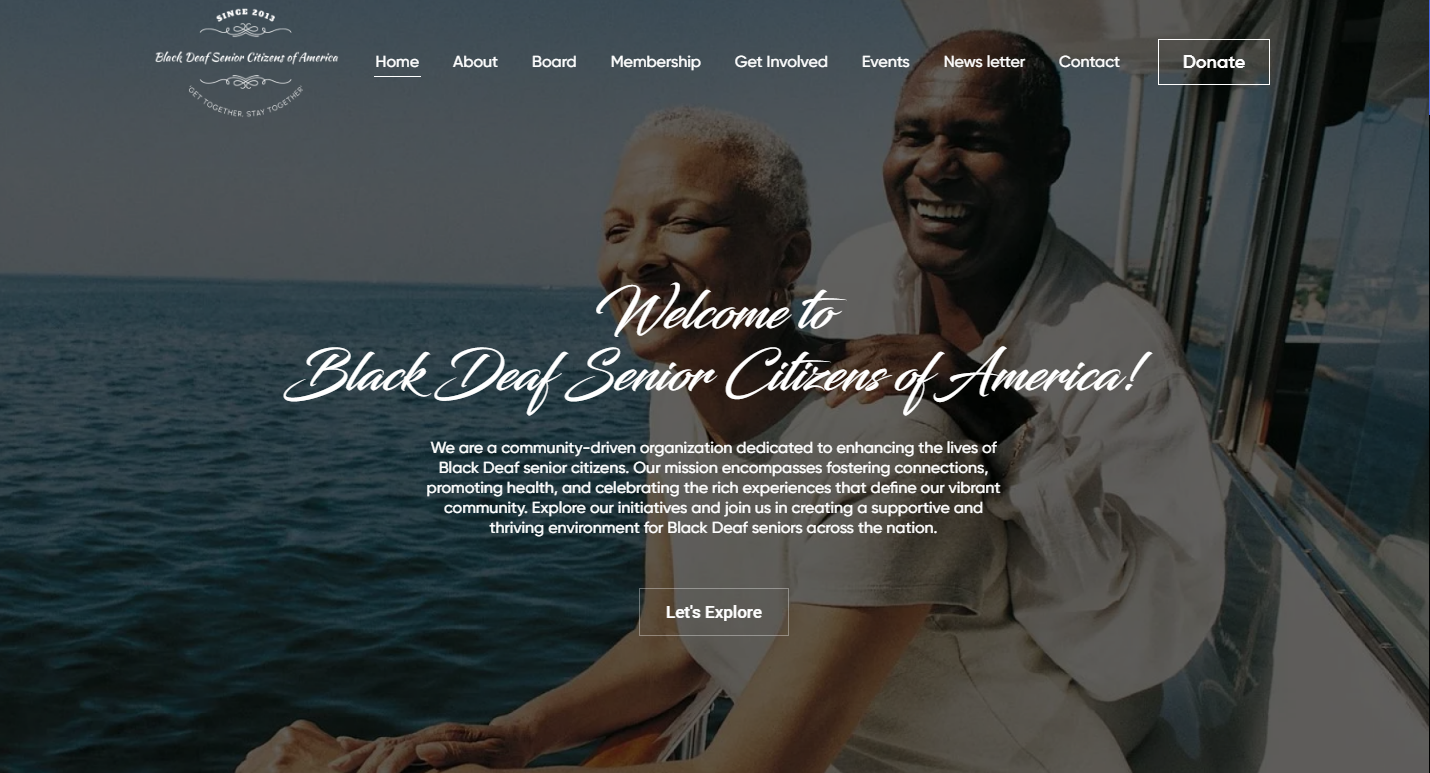 SINCE 2013
Black Deaf Senior Citizens of America
"GET TOGETHER, STAY TOGETHER"
Home About Board Membership Get Involved Events News letter Contact Donate
Welcome to
Black Deaf Senior Citizens of America!
We are a community-driven organization dedicated to enhancing the lives of
Black Deaf senior citizens. Our mission encompasses fostering connections,
promoting health, and celebrating the rich experiences that define our vibrant
community. Explore our initiatives and join us in creating a supportive and
thriving environment for Black Deaf seniors across the nation.
Let's Explore